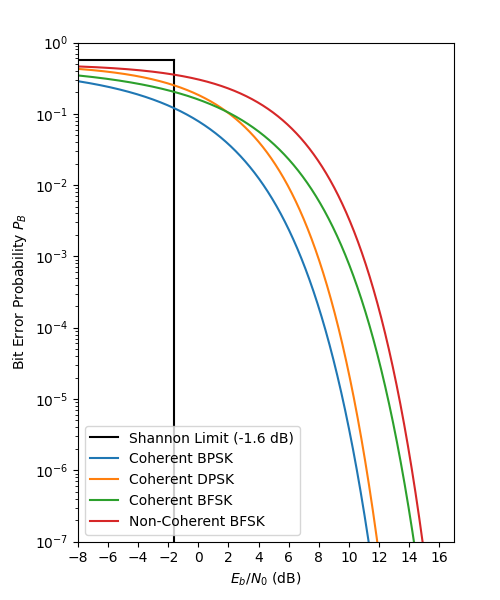 10^0
10^{-1}
10^{-2}
10^{-3}
10^{-4}
10^{-5}
10^{-6}
10^{-7}
Bit Error Probability P_B
Shannon Limit (-1.6 dB)
Coherent BPSK
Coherent DPSK
Coherent BFSK
Non-Coherent BFSK
−8 −6 −4 −2 0 2 4 6 8 10 12 14 16
E_b/N_0 (dB)